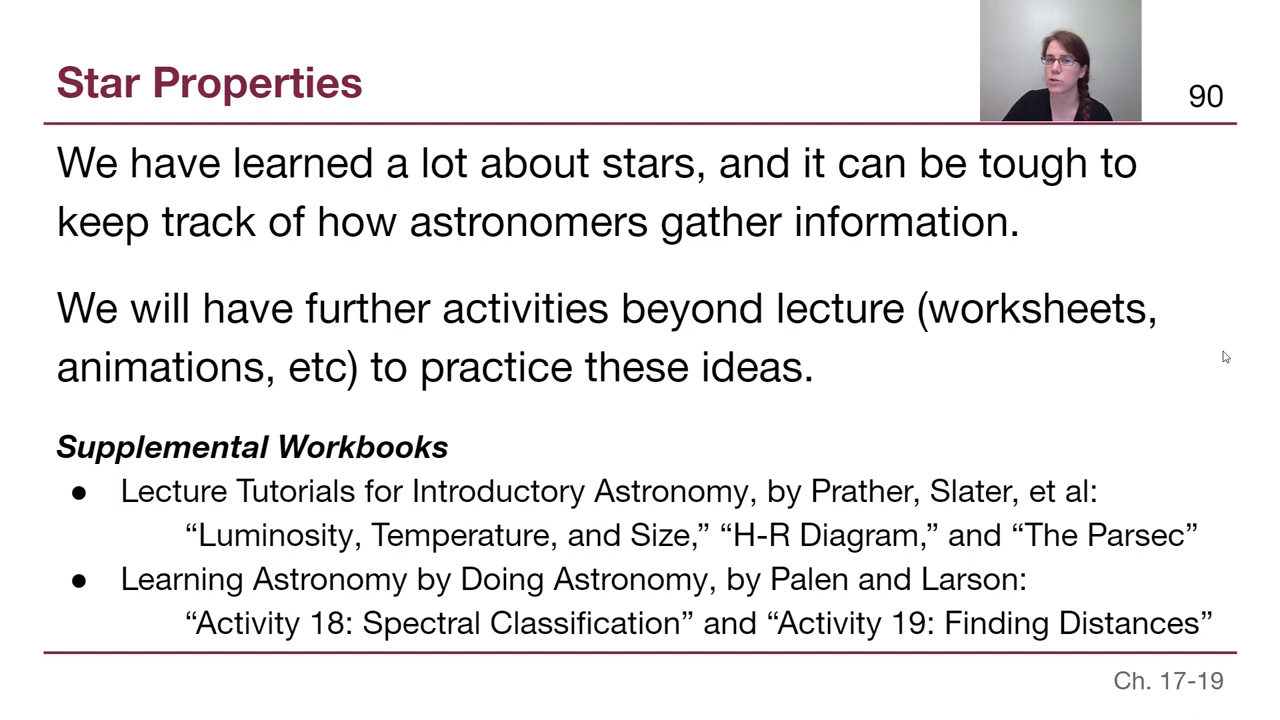 Star Properties
90
We have learned a lot about stars, and it can be tough to
keep track of how astronomers gather information.
We will have further activities beyond lecture (worksheets,
animations, etc) to practice these ideas.
Supplemental Workbooks
● Lecture Tutorials for Introductory Astronomy, by Prather, Slater, et al:
“Luminosity, Temperature, and Size,” “H-R Diagram,” and “The Parsec”
● Learning Astronomy by Doing Astronomy, by Palen and Larson:
“Activity 18: Spectral Classification” and “Activity 19: Finding Distances”
Ch. 17-19